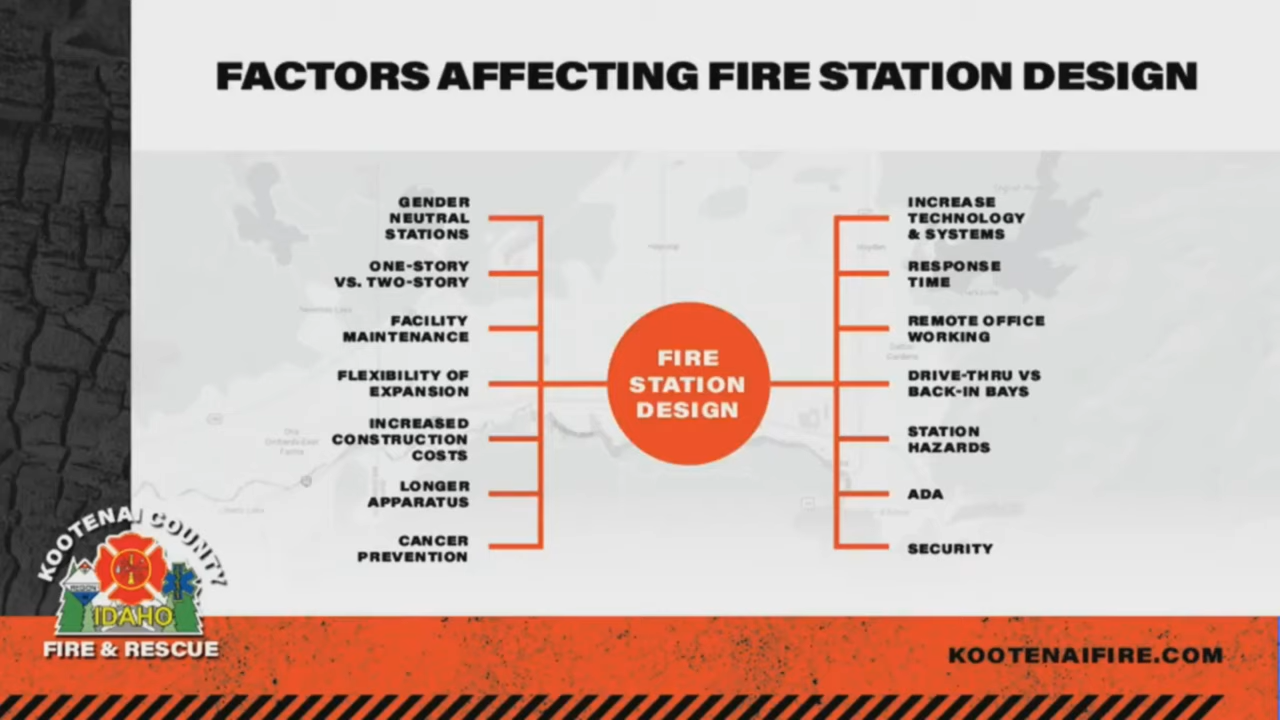 FACTORS AFFECTING FIRE STATION DESIGN
GENDER
NEUTRAL
STATIONS
ONE-STORY
VS. TWO-STORY
FACILITY
MAINTENANCE
FLEXIBILITY OF
EXPANSION
INCREASED
CONSTRUCTION
COSTS
LONGER
APPARATUS
CANCER
PREVENTION
FIRE
STATION
DESIGN
INCREASE
TECHNOLOGY
& SYSTEMS
RESPONSE
TIME
REMOTE OFFICE
WORKING
DRIVE-THRU VS
BACK-IN BAYS
STATION
HAZARDS
ADA
SECURITY
KOOTENAI COUNTY
IDAHO
FIRE & RESCUE
KOOTENAIFIRE.COM